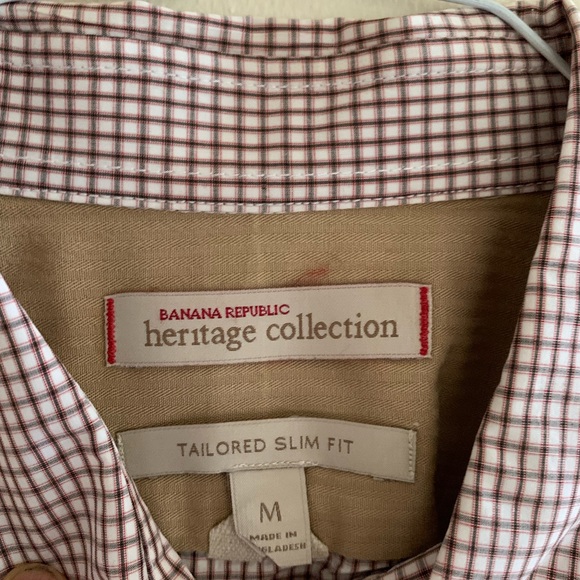 BANANA REPUBLIC
heritage collection
TAILORED SLIM FIT
M
MADE IN